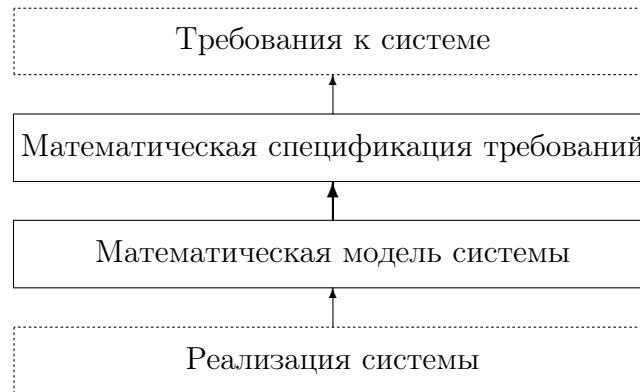 Требования к системе
Математическая спецификация требований
Математическая модель системы
Реализация системы